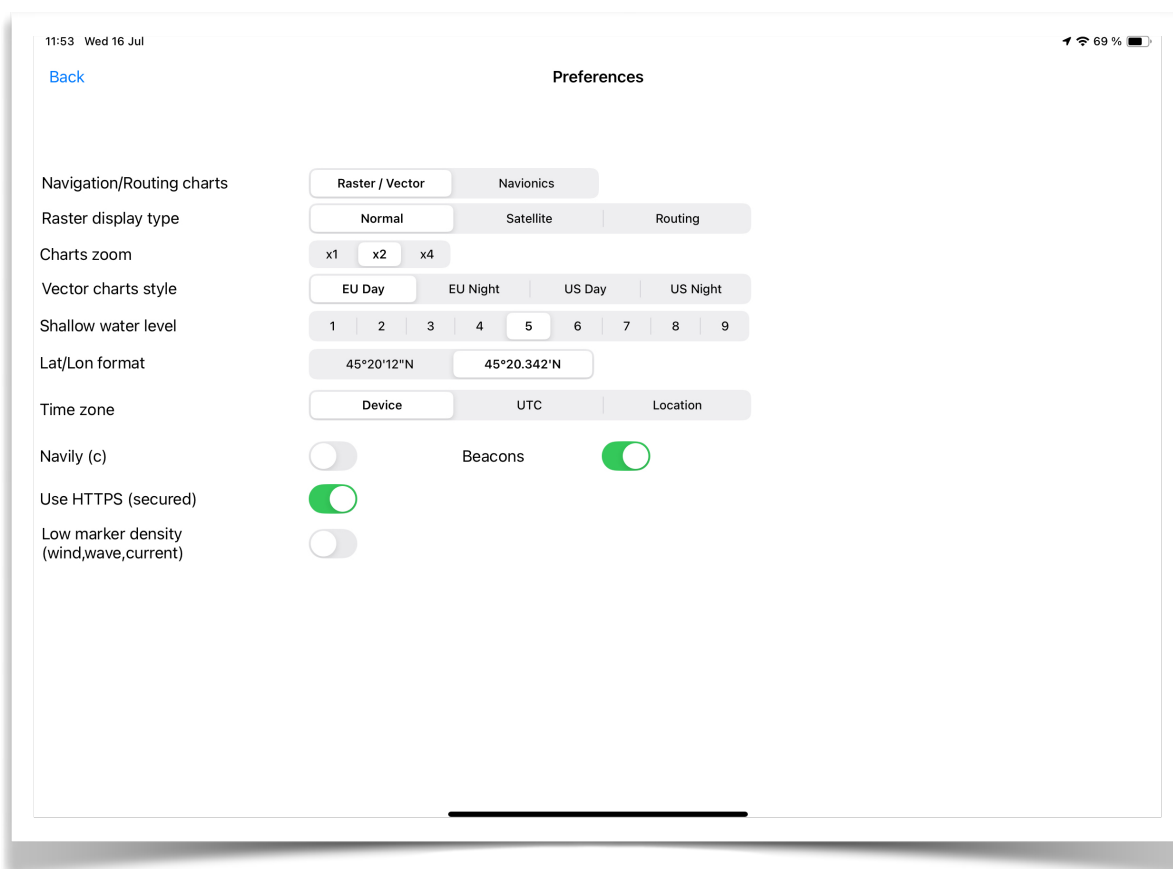 11:53 Wed 16 Jul 69 %
Back Preferences
Navigation/Routing charts Raster / Vector Navionics
Raster display type Normal Satellite Routing
Charts zoom x1 x2 x4
Vector charts style EU Day EU Night US Day US Night
Shallow water level 1 2 3 4 5 6 7 8 9
Lat/Lon format 45°20'12"N 45°20.342'N
Time zone Device UTC Location
Navily (c) Beacons
Use HTTPS (secured)
Low marker density
(wind,wave,current)